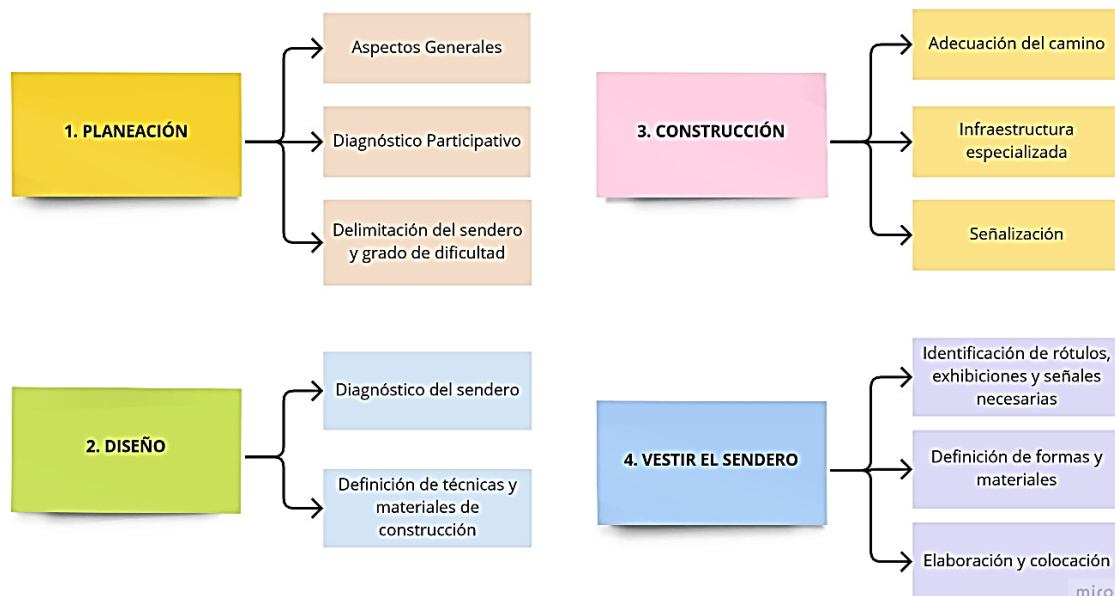 1. PLANEACIÓN
Aspectos Generales
Diagnóstico Participativo
Delimitación del sendero
y grado de dificultad
2. DISEÑO
Diagnóstico del sendero
Definición de técnicas y
materiales de
construcción
3. CONSTRUCCIÓN
Adecuación del camino
Infraestructura
especializada
Señalización
4. VESTIR EL SENDERO
Identificación de rótulos,
exhibiciones y señales
necesarias
Definición de formas y
materiales
Elaboración y colocación
miro